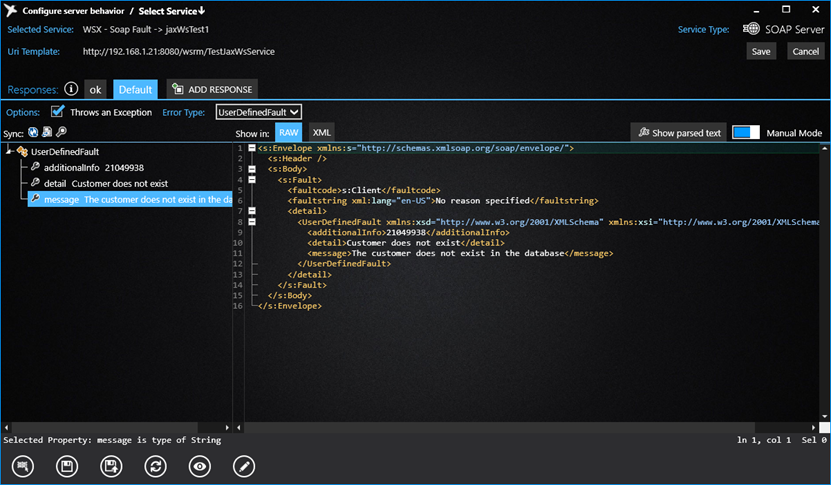 Configure server behavior / Select Service
Selected Service: WSX - Soap Fault -> jaxWsTest1
Service Type: SOAP Server
Uri Template: http://192.168.1.21:8080/wsrm/TestJaxWsService
Save Cancel
Responses: ok Default ADD RESPONSE
Options: Throws an Exception Error Type: UserDefinedFault
Sync: Show in: RAW XML Show parsed text Manual Mode
UserDefinedFault
additionalInfo 21049938
detail Customer does not exist
message The customer does not exist in the da
1 <s:Envelope xmlns:s="http://schemas.xmlsoap.org/soap/envelope/">
2 <s:Header />
3 <s:Body>
4 <s:Fault>
5 <faultcode>s:Client</faultcode>
6 <faultstring xml:lang="en-US">No reason specified</faultstring>
7 <detail>
8 <UserDefinedFault xmlns:xsd="http://www.w3.org/2001/XMLSchema" xmlns:xsi="http://www.w3.org/2001/XMLSchema
9 <additionalInfo>21049938</additionalInfo>
10 <detail>Customer does not exist</detail>
11 <message>The customer does not exist in the database</message>
12 </UserDefinedFault>
13 </detail>
14 </s:Fault>
15 </s:Body>
16 </s:Envelope>
Selected Property: message is type of String
ln 1, col 1 Sel 0